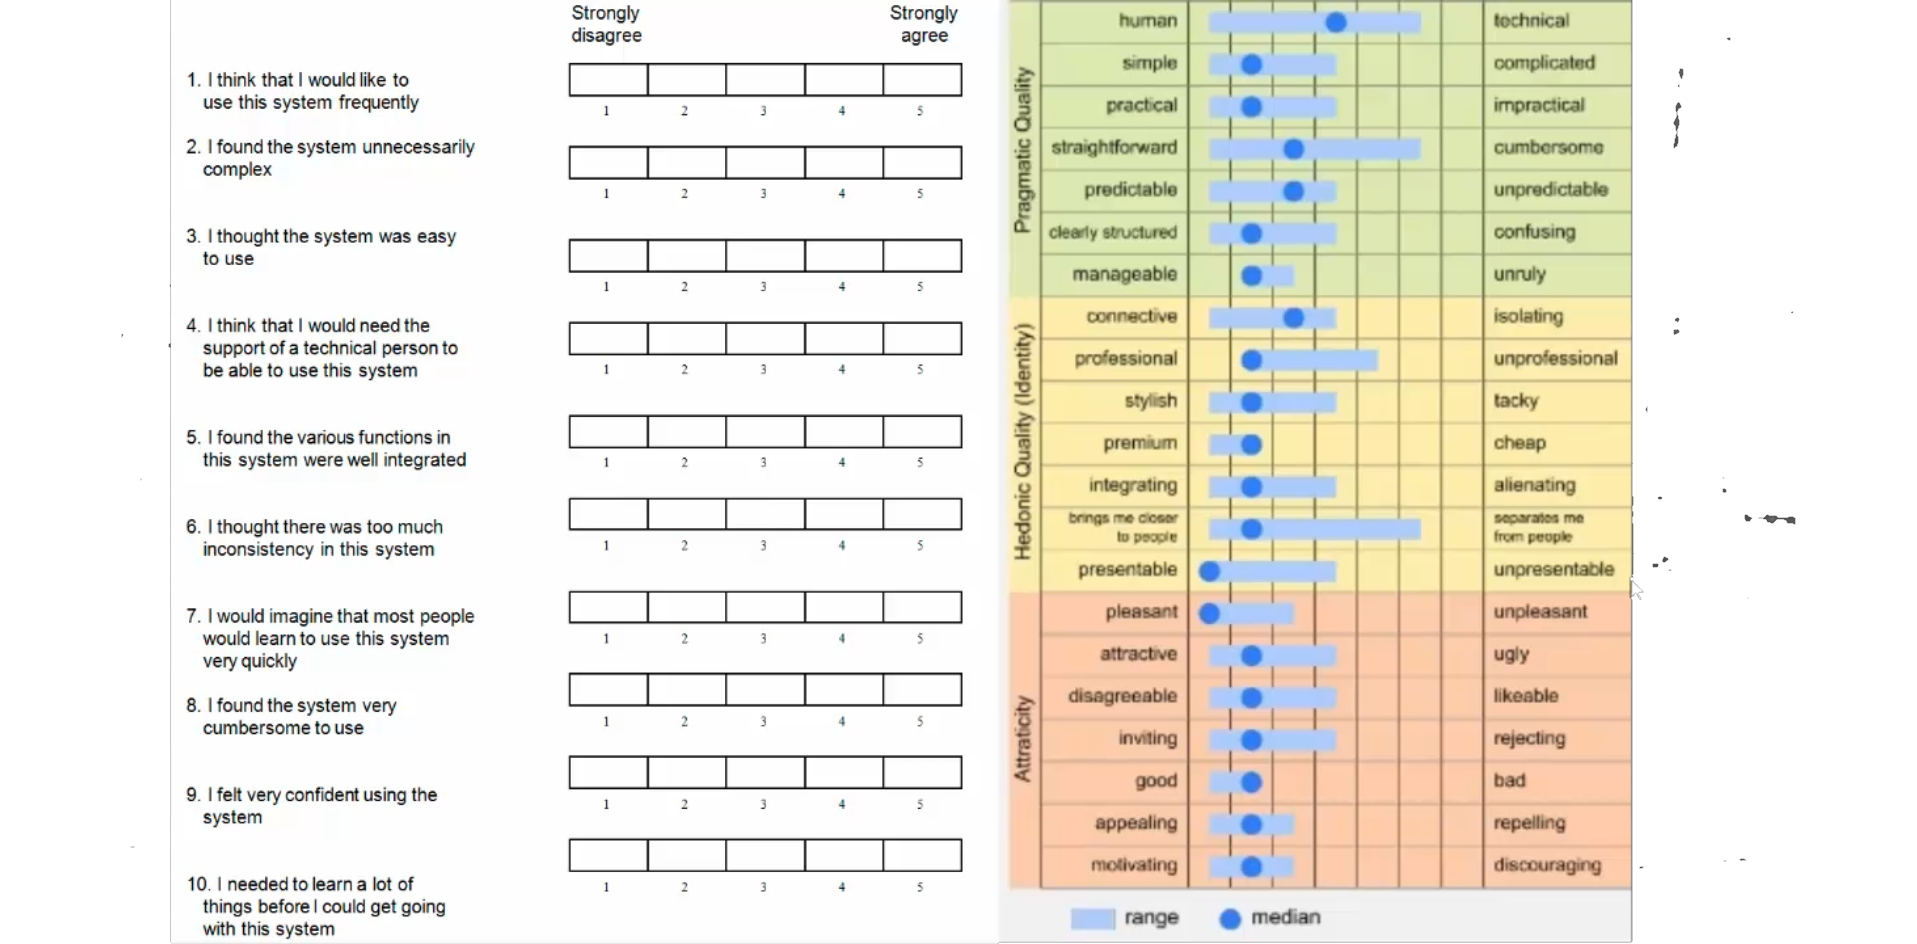 Strongly
disagree
Strongly
agree
1. I think that I would like to
use this system frequently
1 2 3 4 5
2. I found the system unnecessarily
complex
1 2 3 4 5
3. I thought the system was easy
to use
1 2 3 4 5
4. I think that I would need the
support of a technical person to
be able to use this system
1 2 3 4 5
5. I found the various functions in
this system were well integrated
1 2 3 4 5
6. I thought there was too much
inconsistency in this system
1 2 3 4 5
7. I would imagine that most people
would learn to use this system
very quickly
1 2 3 4 5
8. I found the system very
cumbersome to use
1 2 3 4 5
9. I felt very confident using the
system
1 2 3 4 5
10. I needed to learn a lot of
things before I could get going
with this system
1 2 3 4 5
Pragmatic Quality
human technical
simple complicated
practical impractical
straightforward cumbersome
predictable unpredictable
clearly structured confusing
manageable unruly
Hedonic Quality (Identity)
connective isolating
professional unprofessional
stylish tacky
premium cheap
integrating alienating
brings me closer
to people
separates me
from people
presentable unpresentable
Attraticity
pleasant unpleasant
attractive ugly
disagreeable likeable
inviting rejecting
good bad
appealing repelling
motivating discouraging
range median